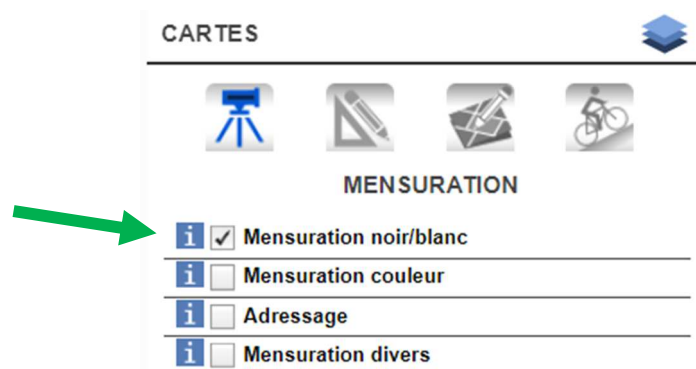 CARTES
MENSURATION
i Mensuration noir/blanc
i Mensuration couleur
i Adressage
i Mensuration divers